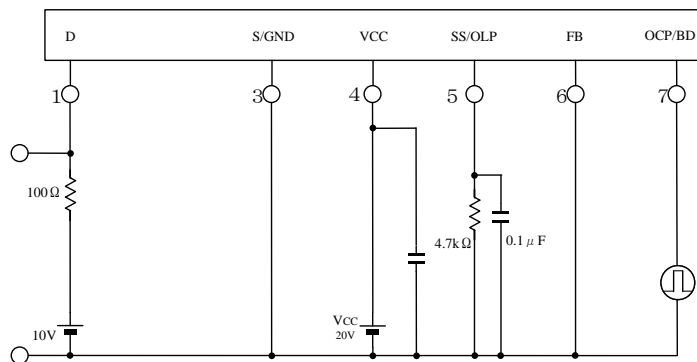 D S/GND VCC SS/OLP FB OCP/BD
1 3 4 5 6 7
100Ω
4.7kΩ 0.1μF
10V
VCC
20V